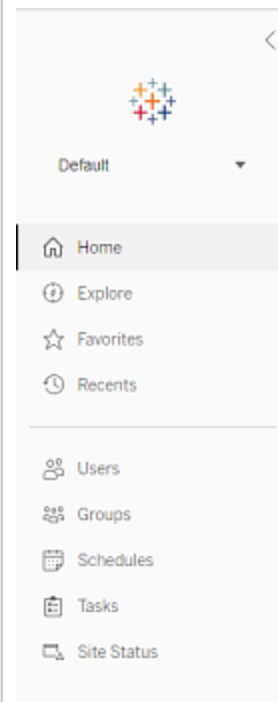 Default
Home
Explore
Favorites
Recents
Users
Groups
Schedules
Tasks
Site Status